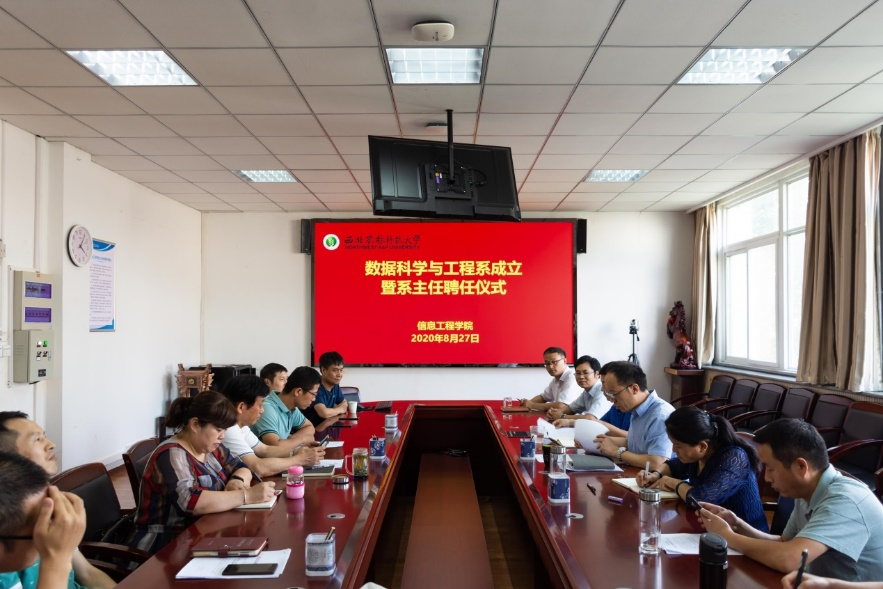 西北农林科技大学
NORTHWEST A&F UNIVERSITY
数据科学与工程系成立
暨系主任聘任仪式
信息工程学院
2020年8月27日